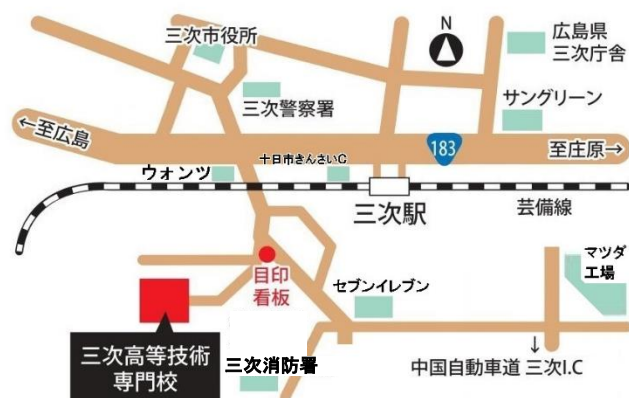 三次市役所
N
広島県
三次庁舎
三次警察署
サングリーン
←至広島
183
至庄原→
ウォンツ
十日市きんさいC
三次駅
芸備線
目印
看板
セブンイレブン
マツダ
工場
三次高等技術
専門校
三次消防署
↓
中国自動車道 三次I.C